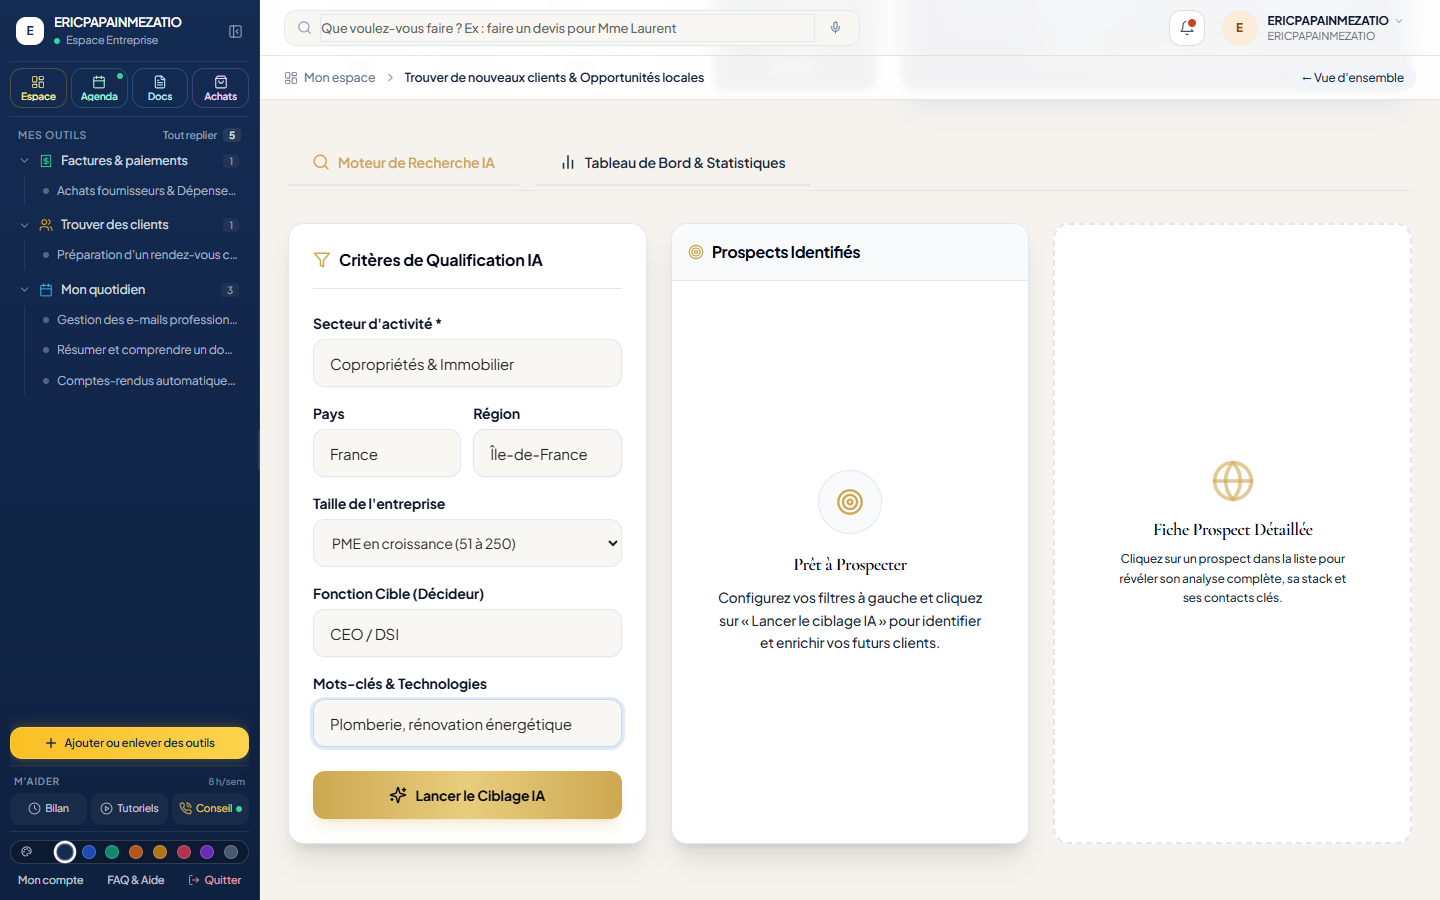 E
ERICPAPAINMEZATIO
Espace Entreprise
Espace
Agenda
Docs
Achats
MES OUTILS
Tout replier
5
Factures & paiements
1
Achats fournisseurs & Dépense...
Trouver des clients
1
Préparation d'un rendez-vous c...
Mon quotidien
3
Gestion des e-mails profession...
Résumer et comprendre un do...
Comptes-rendus automatique...
Ajouter ou enlever des outils
M'AIDER
8 h/sem
Bilan
Tutoriels
Conseil
Mon compte
FAQ & Aide
Quitter
Que voulez-vous faire ? Ex : faire un devis pour Mme Laurent
E
ERICPAPAINMEZATIO
ERICPAPAINMEZATIO
Mon espace
Trouver de nouveaux clients & Opportunités locales
← Vue d'ensemble
Moteur de Recherche IA
Tableau de Bord & Statistiques
Critères de Qualification IA
Secteur d'activité *
Copropriétés & Immobilier
Pays
Région
France
Île-de-France
Taille de l'entreprise
PME en croissance (51 à 250)
Fonction Cible (Décideur)
CEO / DSI
Mots-clés & Technologies
Plomberie, rénovation énergétique
Lancer le Ciblage IA
Prospects Identifiés
Prêt à Prospecter
Configurez vos filtres à gauche et cliquez
sur « Lancer le ciblage IA » pour identifier
et enrichir vos futurs clients.
Fiche Prospect Détaillée
Cliquez sur un prospect dans la liste pour
révéler son analyse complète, sa stack et
ses contacts clés.